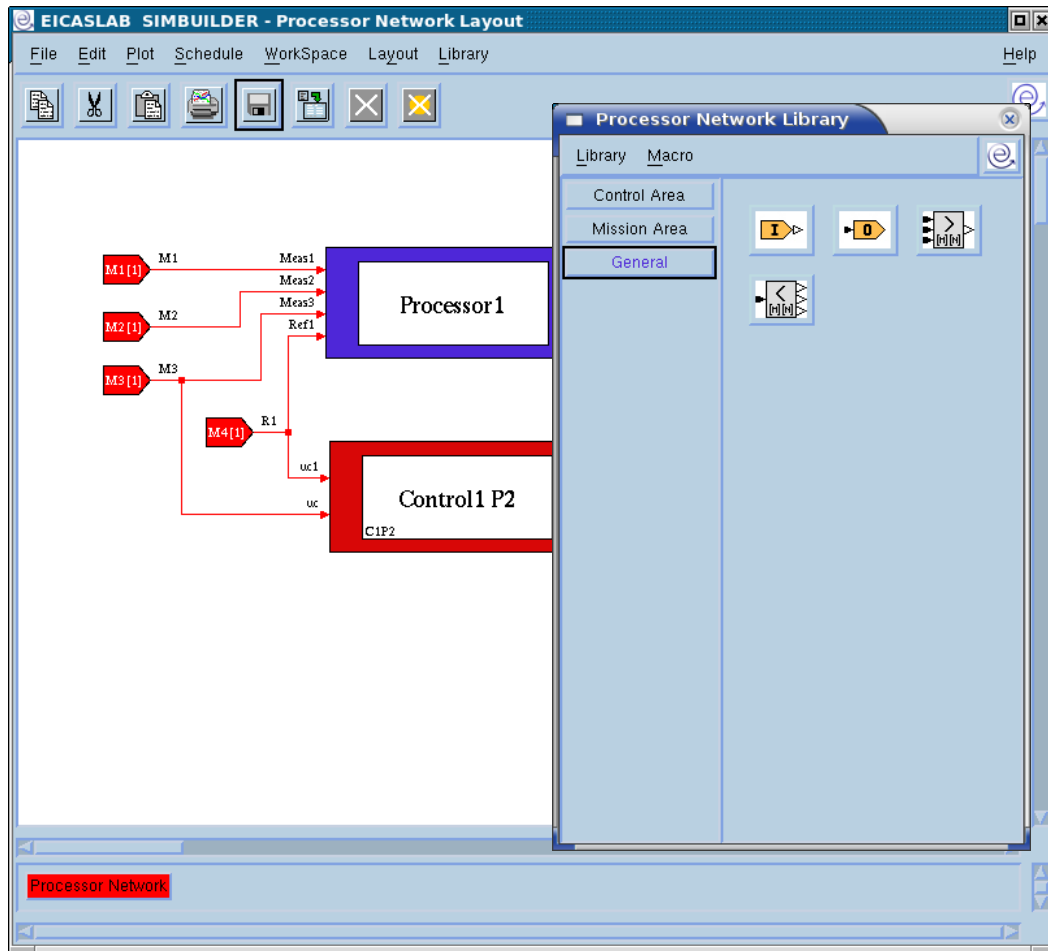 EICASLAB SIMBUILDER - Processor Network Layout
File Edit Plot Schedule WorkSpace Layout Library Help
Processor Network Library
Library Macro
Control Area
Mission Area
General
I
O
[M][M]
[M][M]
M1[1]
M1
Meas1
Meas2
M2[1]
M2
Meas3
Ref1
Processor1
M3[1]
M3
M4[1]
R1
uc1
uc
Control1 P2
C1P2
Processor Network